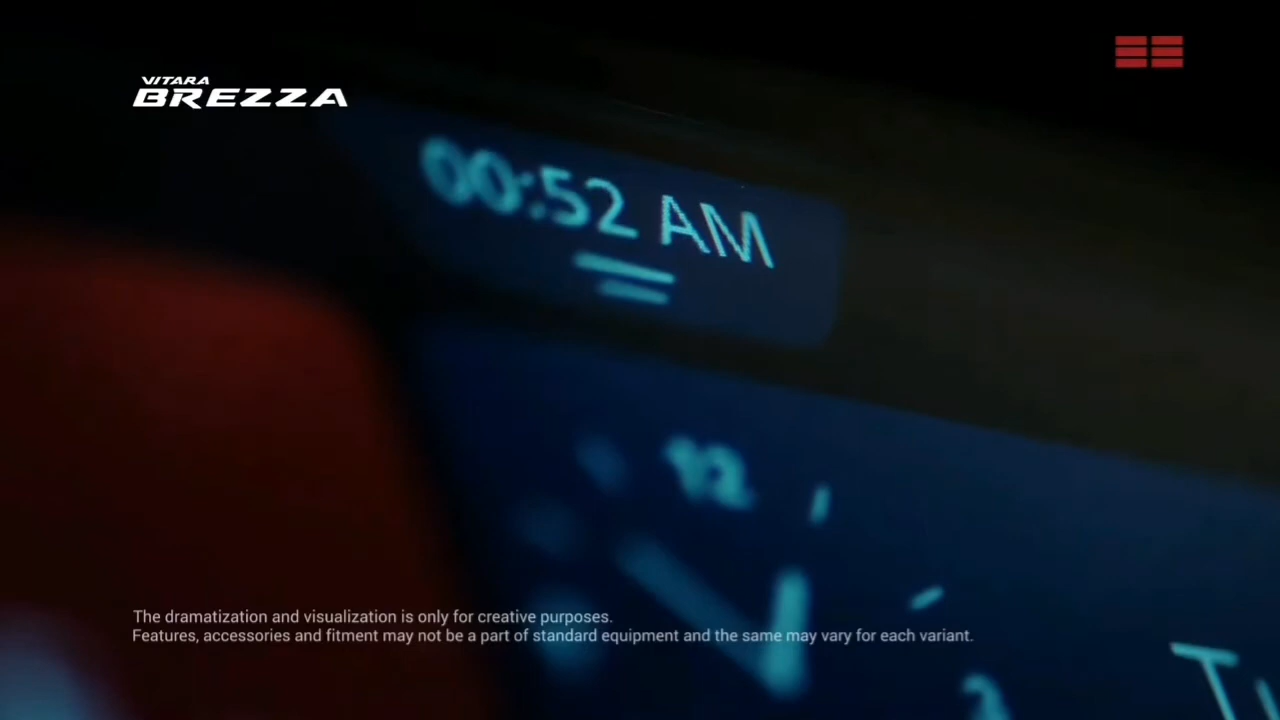 VITARA
BREZZA
00:52 AM
12
The dramatization and visualization is only for creative purposes.
Features, accessories and fitment may not be a part of standard equipment and the same may vary for each variant.